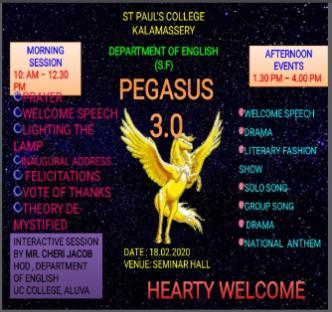 ST PAUL'S COLLEGE
KALAMASSERY
DEPARTMENT OF ENGLISH
(S.F)
PEGASUS
3.0
MORNING
SESSION
10: AM – 12.30
PM
PRAYER
WELCOME SPEECH
LIGHTING THE
LAMP
INAUGURAL ADDRESS
FELICITATIONS
VOTE OF THANKS
THEORY DE-
MYSTIFIED
INTERACTIVE SESSION
BY MR. CHERI JACOB
HOD , DEPARTMENT
OF ENGLISH
UC COLLEGE, ALUVA
AFTERNOON
EVENTS
1.30 PM – 4.00 PM
WELCOME SPEECH
DRAMA
LITERARY FASHION
SHOW
SOLO SONG
GROUP SONG
DRAMA
NATIONAL ANTHEM
DATE : 18.02.2020
VENUE: SEMINAR HALL
HEARTY WELCOME